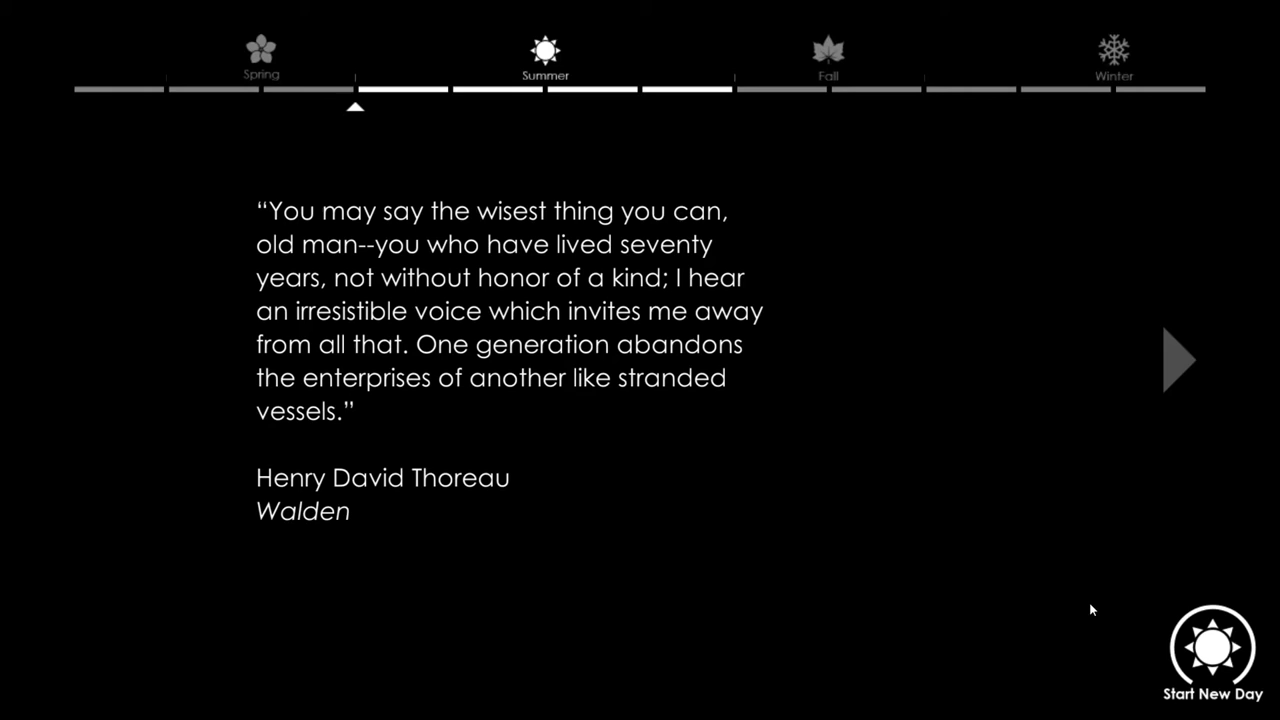 Spring
Summer
Fall
Winter
“You may say the wisest thing you can,
old man--you who have lived seventy
years, not without honor of a kind; I hear
an irresistible voice which invites me away
from all that. One generation abandons
the enterprises of another like stranded
vessels.”
Henry David Thoreau
Walden
Start New Day